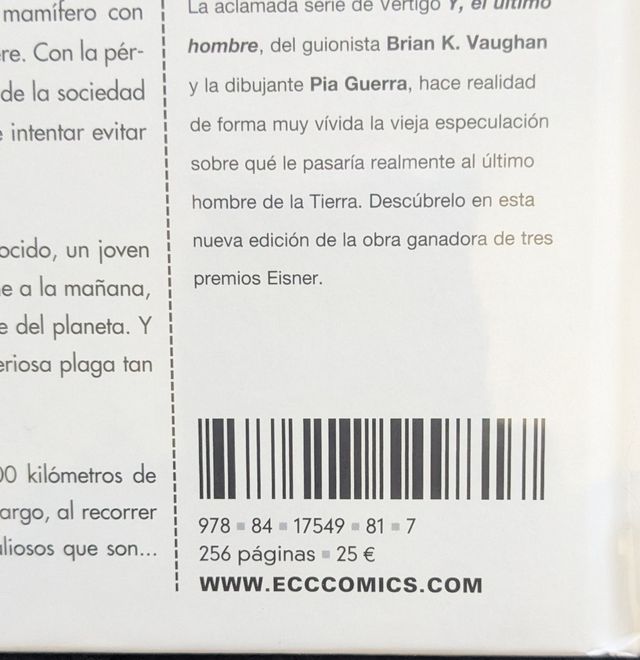 mamífero con
re. Con la pér-
de la sociedad
e intentar evitar
ocido, un joven
e a la mañana,
e del planeta. Y
eriosa plaga tan
00 kilómetros de
argo, al recorrer
aliosos que son...
La aclamada serie de Vertigo Y, el último
hombre, del guionista Brian K. Vaughan
y la dibujante Pia Guerra, hace realidad
de forma muy vívida la vieja especulación
sobre qué le pasaría realmente al último
hombre de la Tierra. Descúbrelo en esta
nueva edición de la obra ganadora de tres
premios Eisner.
978 ▪ 84 ▪ 17549 ▪ 81 ▪ 7
256 páginas ▪ 25 €
WWW.ECCCOMICS.COM